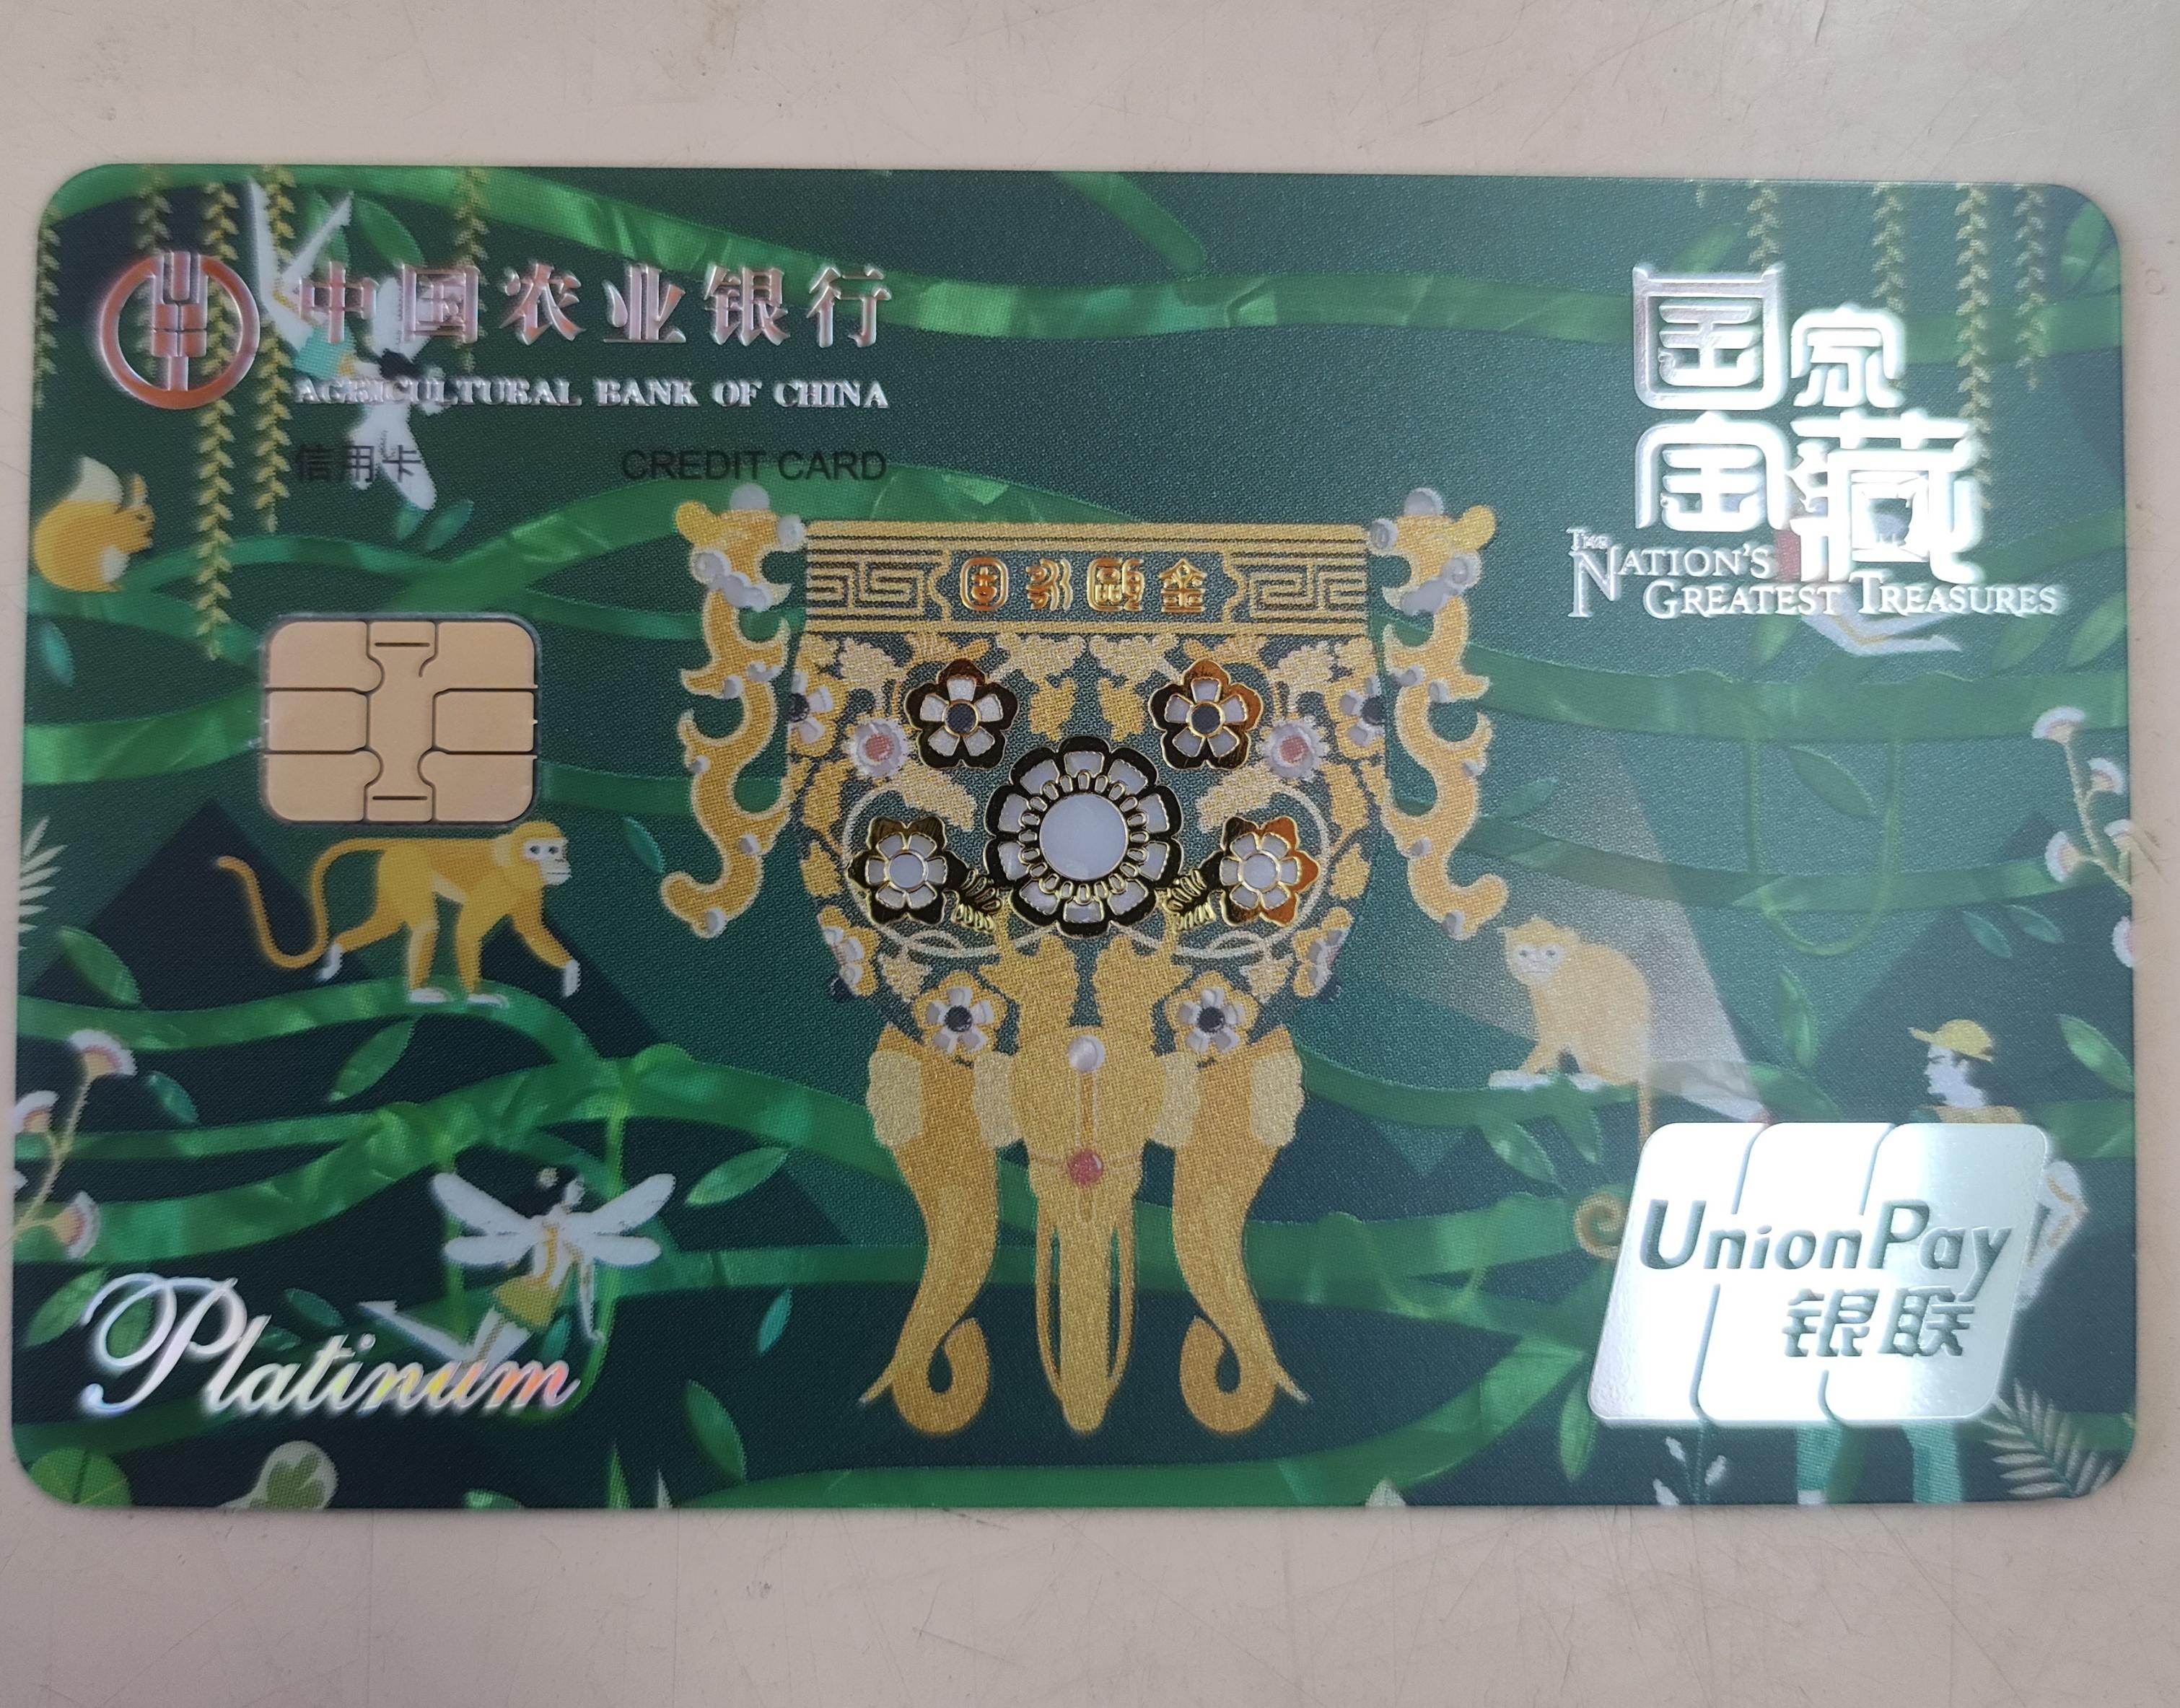 中国农业银行
AGRICULTURAL BANK OF CHINA
信用卡 CREDIT CARD
国家宝藏
THE NATION'S GREATEST TREASURES
固永甌金
Platinum
UnionPay
银联